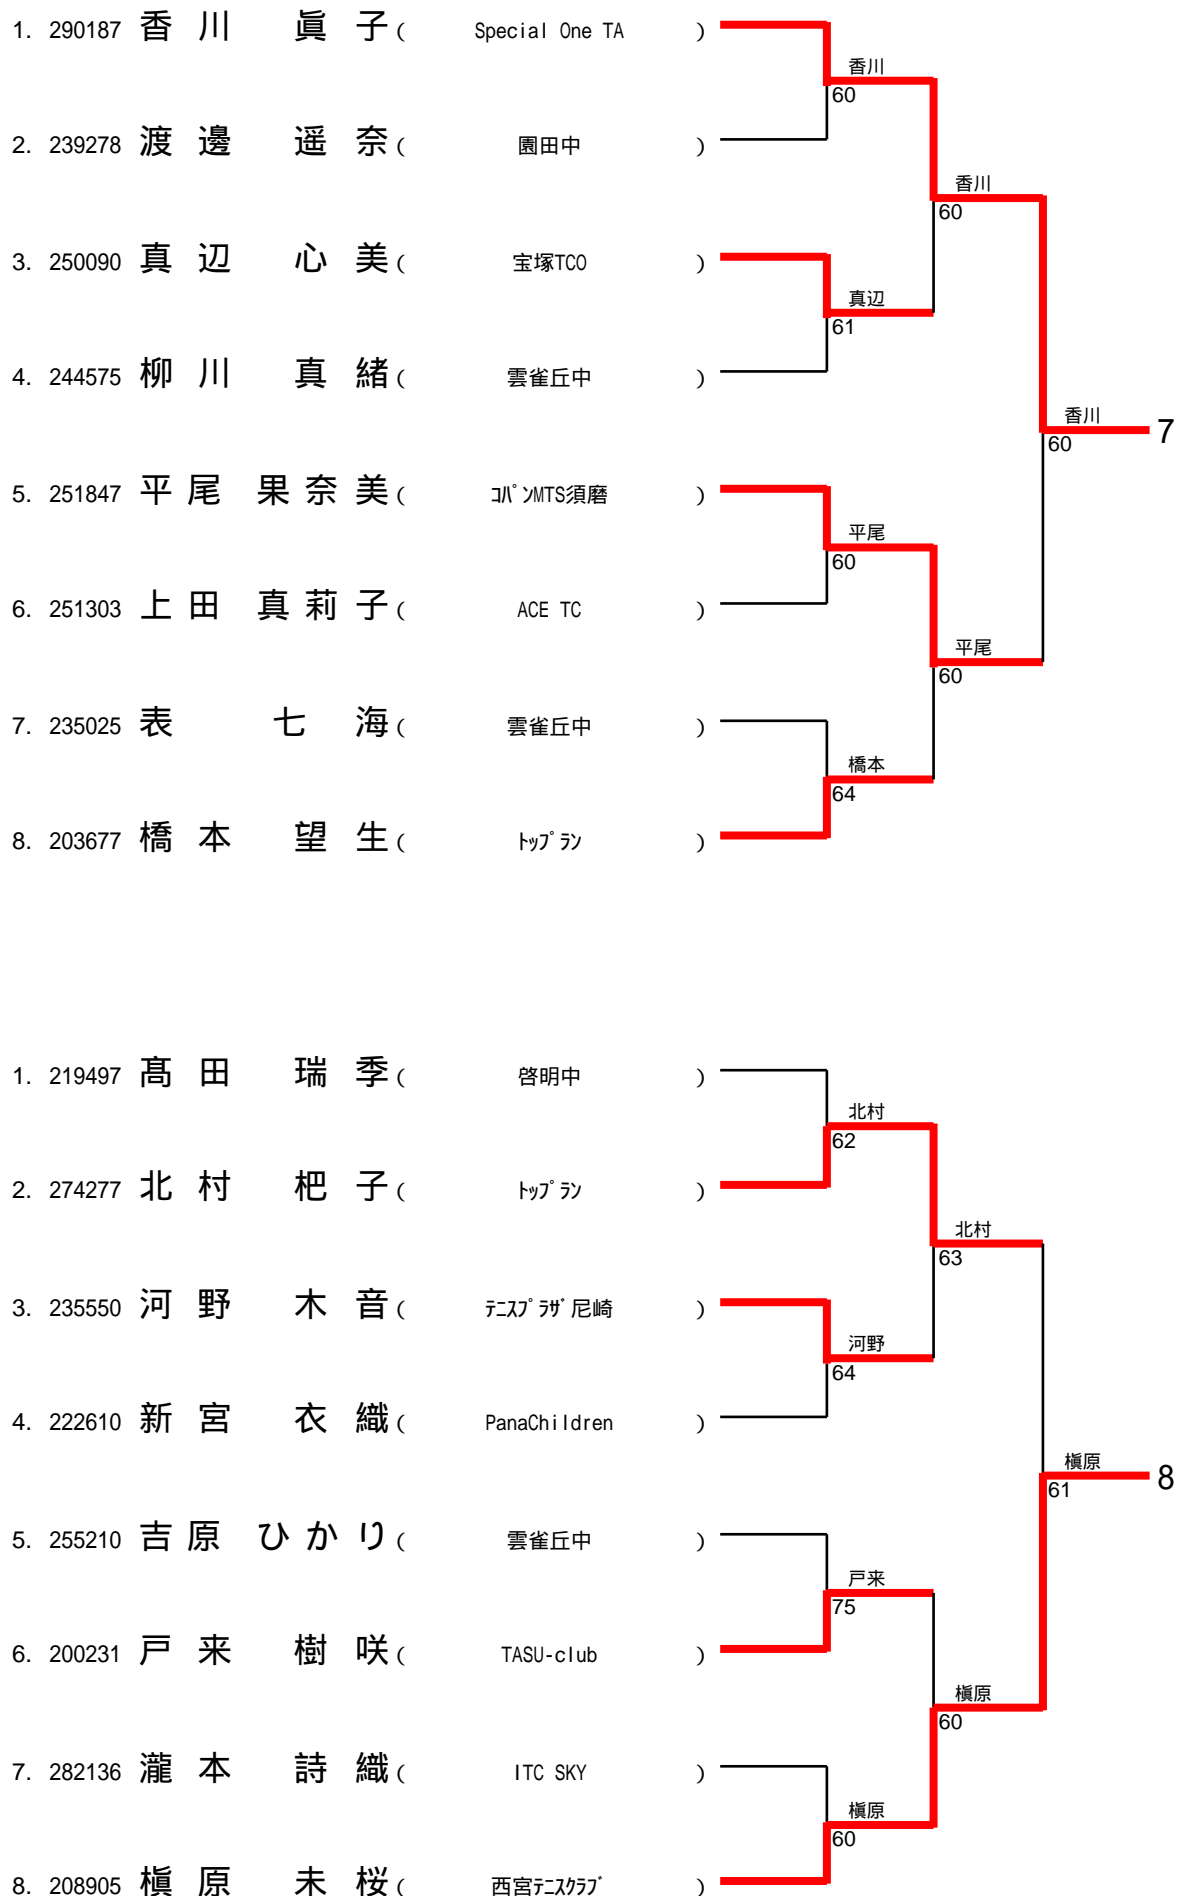 1. 290187 香川 眞子 ( Special One TA )
香川
60
2. 239278 渡邊 遥奈 ( 園田中 )
香川
60
3. 250090 真辺 心美 ( 宝塚TCO )
真辺
61
4. 244575 柳川 真緒 ( 雲雀丘中 )
香川
60
7
5. 251847 平尾 果奈美 ( ｺﾊﾟﾝMTS須磨 )
平尾
60
6. 251303 上田 真莉子 ( ACE TC )
平尾
60
7. 235025 表 七海 ( 雲雀丘中 )
橋本
64
8. 203677 橋本 望生 ( ﾄｯﾌﾟﾗﾝ )
1. 219497 髙田 瑞季 ( 啓明中 )
北村
62
2. 274277 北村 杷子 ( ﾄｯﾌﾟﾗﾝ )
北村
63
3. 235550 河野 木音 ( ﾃﾆｽﾌﾟﾗｻﾞ尼崎 )
河野
64
4. 222610 新宮 衣織 ( PanaChildren )
槇原
61
8
5. 255210 吉原 ひかり ( 雲雀丘中 )
戸来
75
6. 200231 戸来 樹咲 ( TASU-club )
槇原
60
7. 282136 瀧本 詩織 ( ITC SKY )
槇原
60
8. 208905 槇原 未桜 ( 西宮ﾃﾆｽｸﾗﾌﾞ )